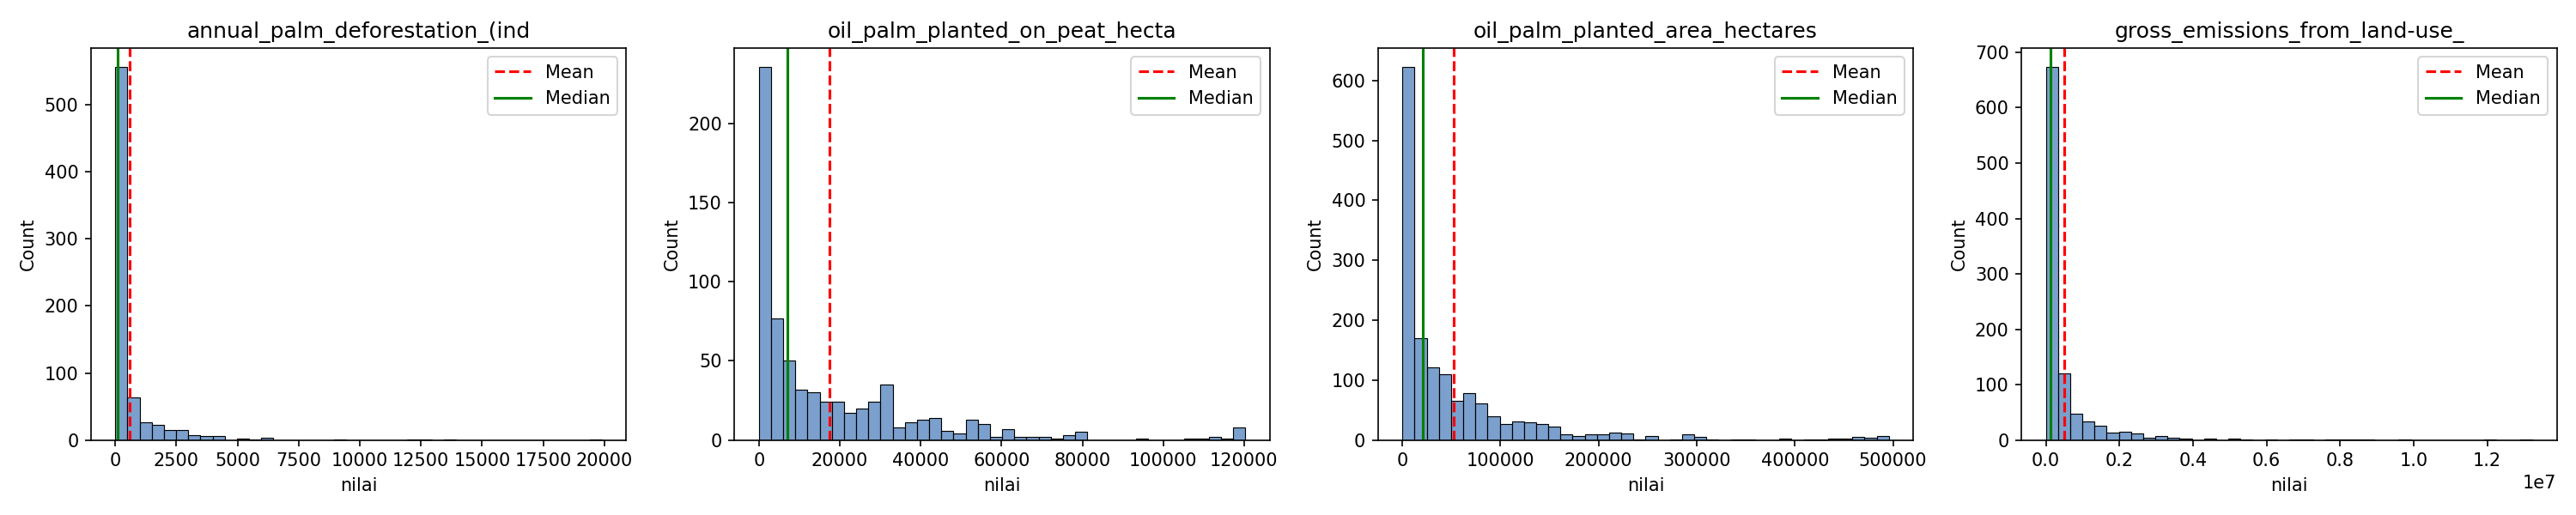 annual_palm_deforestation_(ind
Mean
Median
Count
500
400
300
200
100
0
0 2500 5000 7500 10000 12500 15000 17500 20000
nilai
oil_palm_planted_on_peat_hecta
Mean
Median
Count
200
150
100
50
0
0 20000 40000 60000 80000 100000 120000
nilai
oil_palm_planted_area_hectares
Mean
Median
Count
600
500
400
300
200
100
0
0 100000 200000 300000 400000 500000
nilai
gross_emissions_from_land-use_
Mean
Median
Count
700
600
500
400
300
200
100
0
0.0 0.2 0.4 0.6 0.8 1.0 1.2
1e7
nilai